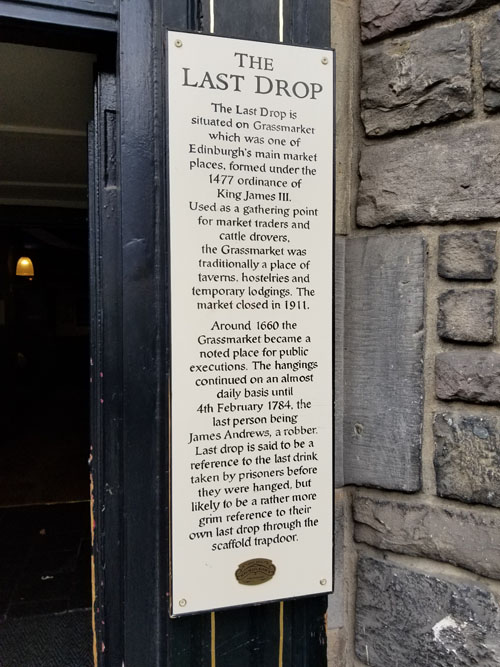 THE
LAST DROP
The Last Drop is
situated on Grassmarket
which was one of
Edinburgh's main market
places, formed under the
1477 ordinance of
King James III.
Used as a gathering point
for market traders and
cattle drovers,
the Grassmarket was
traditionally a place of
taverns, hostelries and
temporary lodgings. The
market closed in 1911.
Around 1660 the
Grassmarket became a
noted place for public
executions. The hangings
continued on an almost
daily basis until
4th February 1784, the
last person being
James Andrews, a robber.
Last drop is said to be a
reference to the last drink
taken by prisoners before
they were hanged, but
likely to be a rather more
grim reference to their
own last drop through the
scaffold trapdoor.